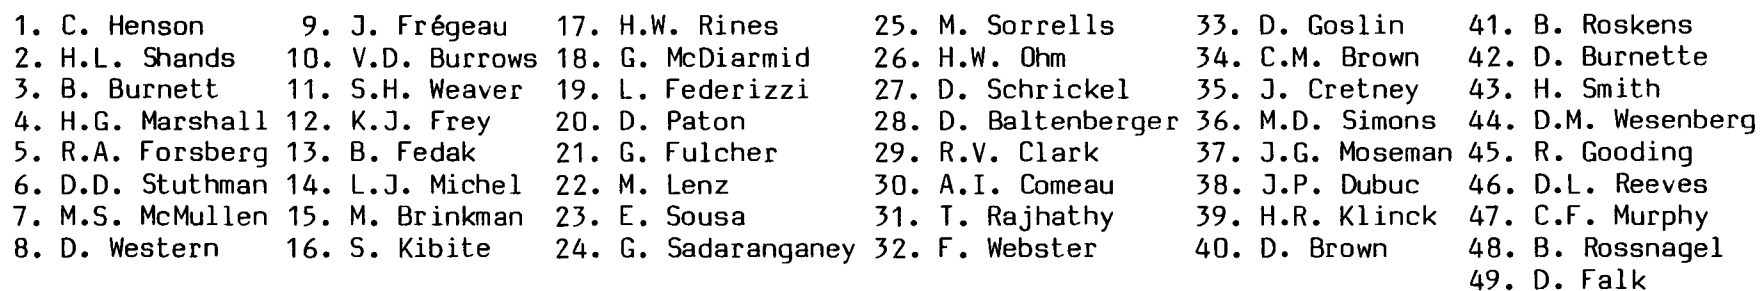 1. C. Henson 9. J. Frégeau 17. H.W. Rines 25. M. Sorrells 33. D. Goslin 41. B. Roskens
2. H.L. Shands 10. V.D. Burrows 18. G. McDiarmid 26. H.W. Ohm 34. C.M. Brown 42. D. Burnette
3. B. Burnett 11. S.H. Weaver 19. L. Federizzi 27. D. Schrickel 35. J. Cretney 43. H. Smith
4. H.G. Marshall 12. K.J. Frey 20. D. Paton 28. D. Baltenberger 36. M.D. Simons 44. D.M. Wesenberg
5. R.A. Forsberg 13. B. Fedak 21. G. Fulcher 29. R.V. Clark 37. J.G. Moseman 45. R. Gooding
6. D.D. Stuthman 14. L.J. Michel 22. M. Lenz 30. A.I. Comeau 38. J.P. Dubuc 46. D.L. Reeves
7. M.S. McMullen 15. M. Brinkman 23. E. Sousa 31. T. Rajhathy 39. H.R. Klinck 47. C.F. Murphy
8. D. Western 16. S. Kibite 24. G. Sadaranganey 32. F. Webster 40. D. Brown 48. B. Rossnagel
49. D. Falk